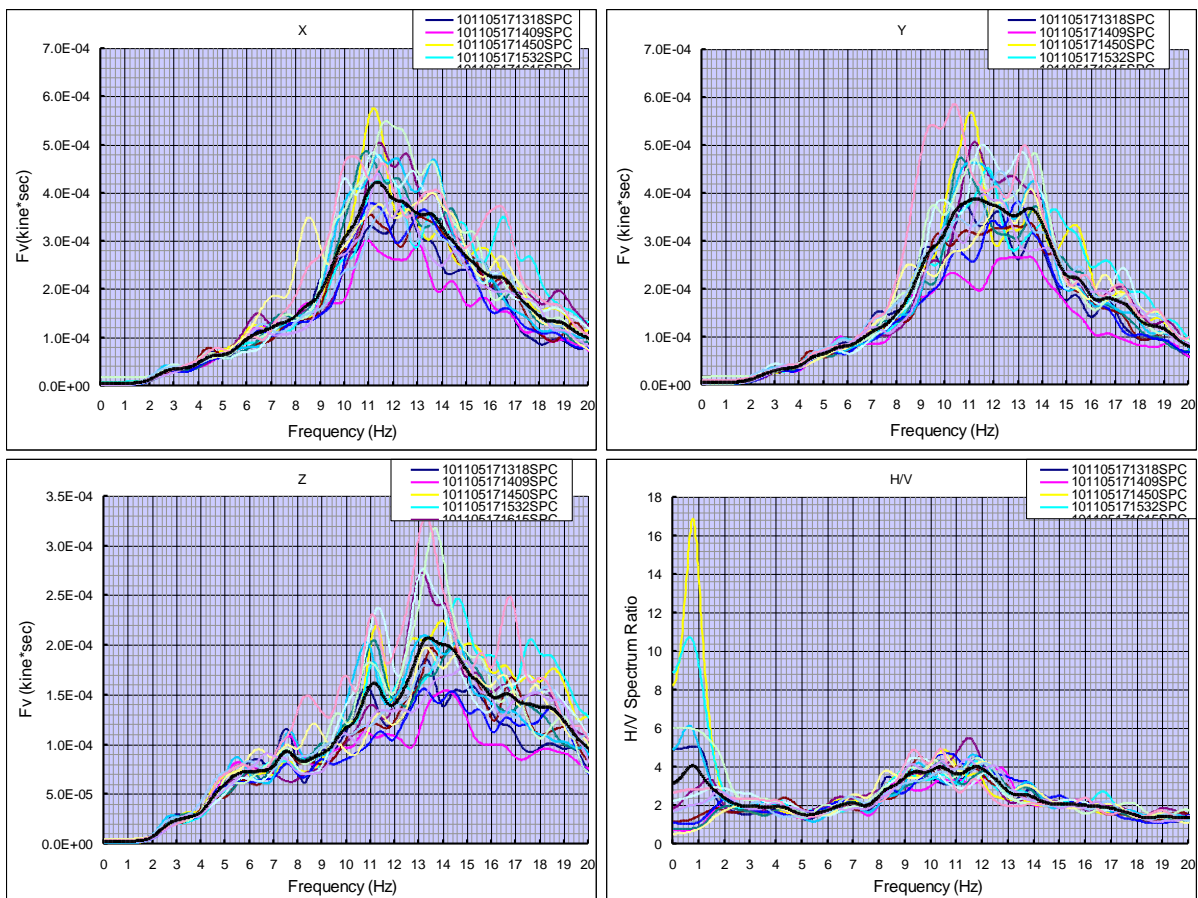 X
101105171318SPC
101105171409SPC
101105171450SPC
101105171532SPC
101105171615SPC
7.0E-04
6.0E-04
5.0E-04
4.0E-04
3.0E-04
2.0E-04
1.0E-04
0.0E+00
Fv(kine*sec)
0 1 2 3 4 5 6 7 8 9 10 11 12 13 14 15 16 17 18 19 20
Frequency (Hz)
Y
101105171318SPC
101105171409SPC
101105171450SPC
101105171532SPC
101105171615SPC
7.0E-04
6.0E-04
5.0E-04
4.0E-04
3.0E-04
2.0E-04
1.0E-04
0.0E+00
Fv(kine*sec)
0 1 2 3 4 5 6 7 8 9 10 11 12 13 14 15 16 17 18 19 20
Frequency (Hz)
Z
101105171318SPC
101105171409SPC
101105171450SPC
101105171532SPC
101105171615SPC
3.5E-04
3.0E-04
2.5E-04
2.0E-04
1.5E-04
1.0E-04
5.0E-05
0.0E+00
Fv (kine*sec)
0 1 2 3 4 5 6 7 8 9 10 11 12 13 14 15 16 17 18 19 20
Frequency (Hz)
H/V
101105171318SPC
101105171409SPC
101105171450SPC
101105171532SPC
101105171615SPC
18
16
14
12
10
8
6
4
2
0
H/V Spectrum Ratio
0 1 2 3 4 5 6 7 8 9 10 11 12 13 14 15 16 17 18 19 20
Frequency (Hz)